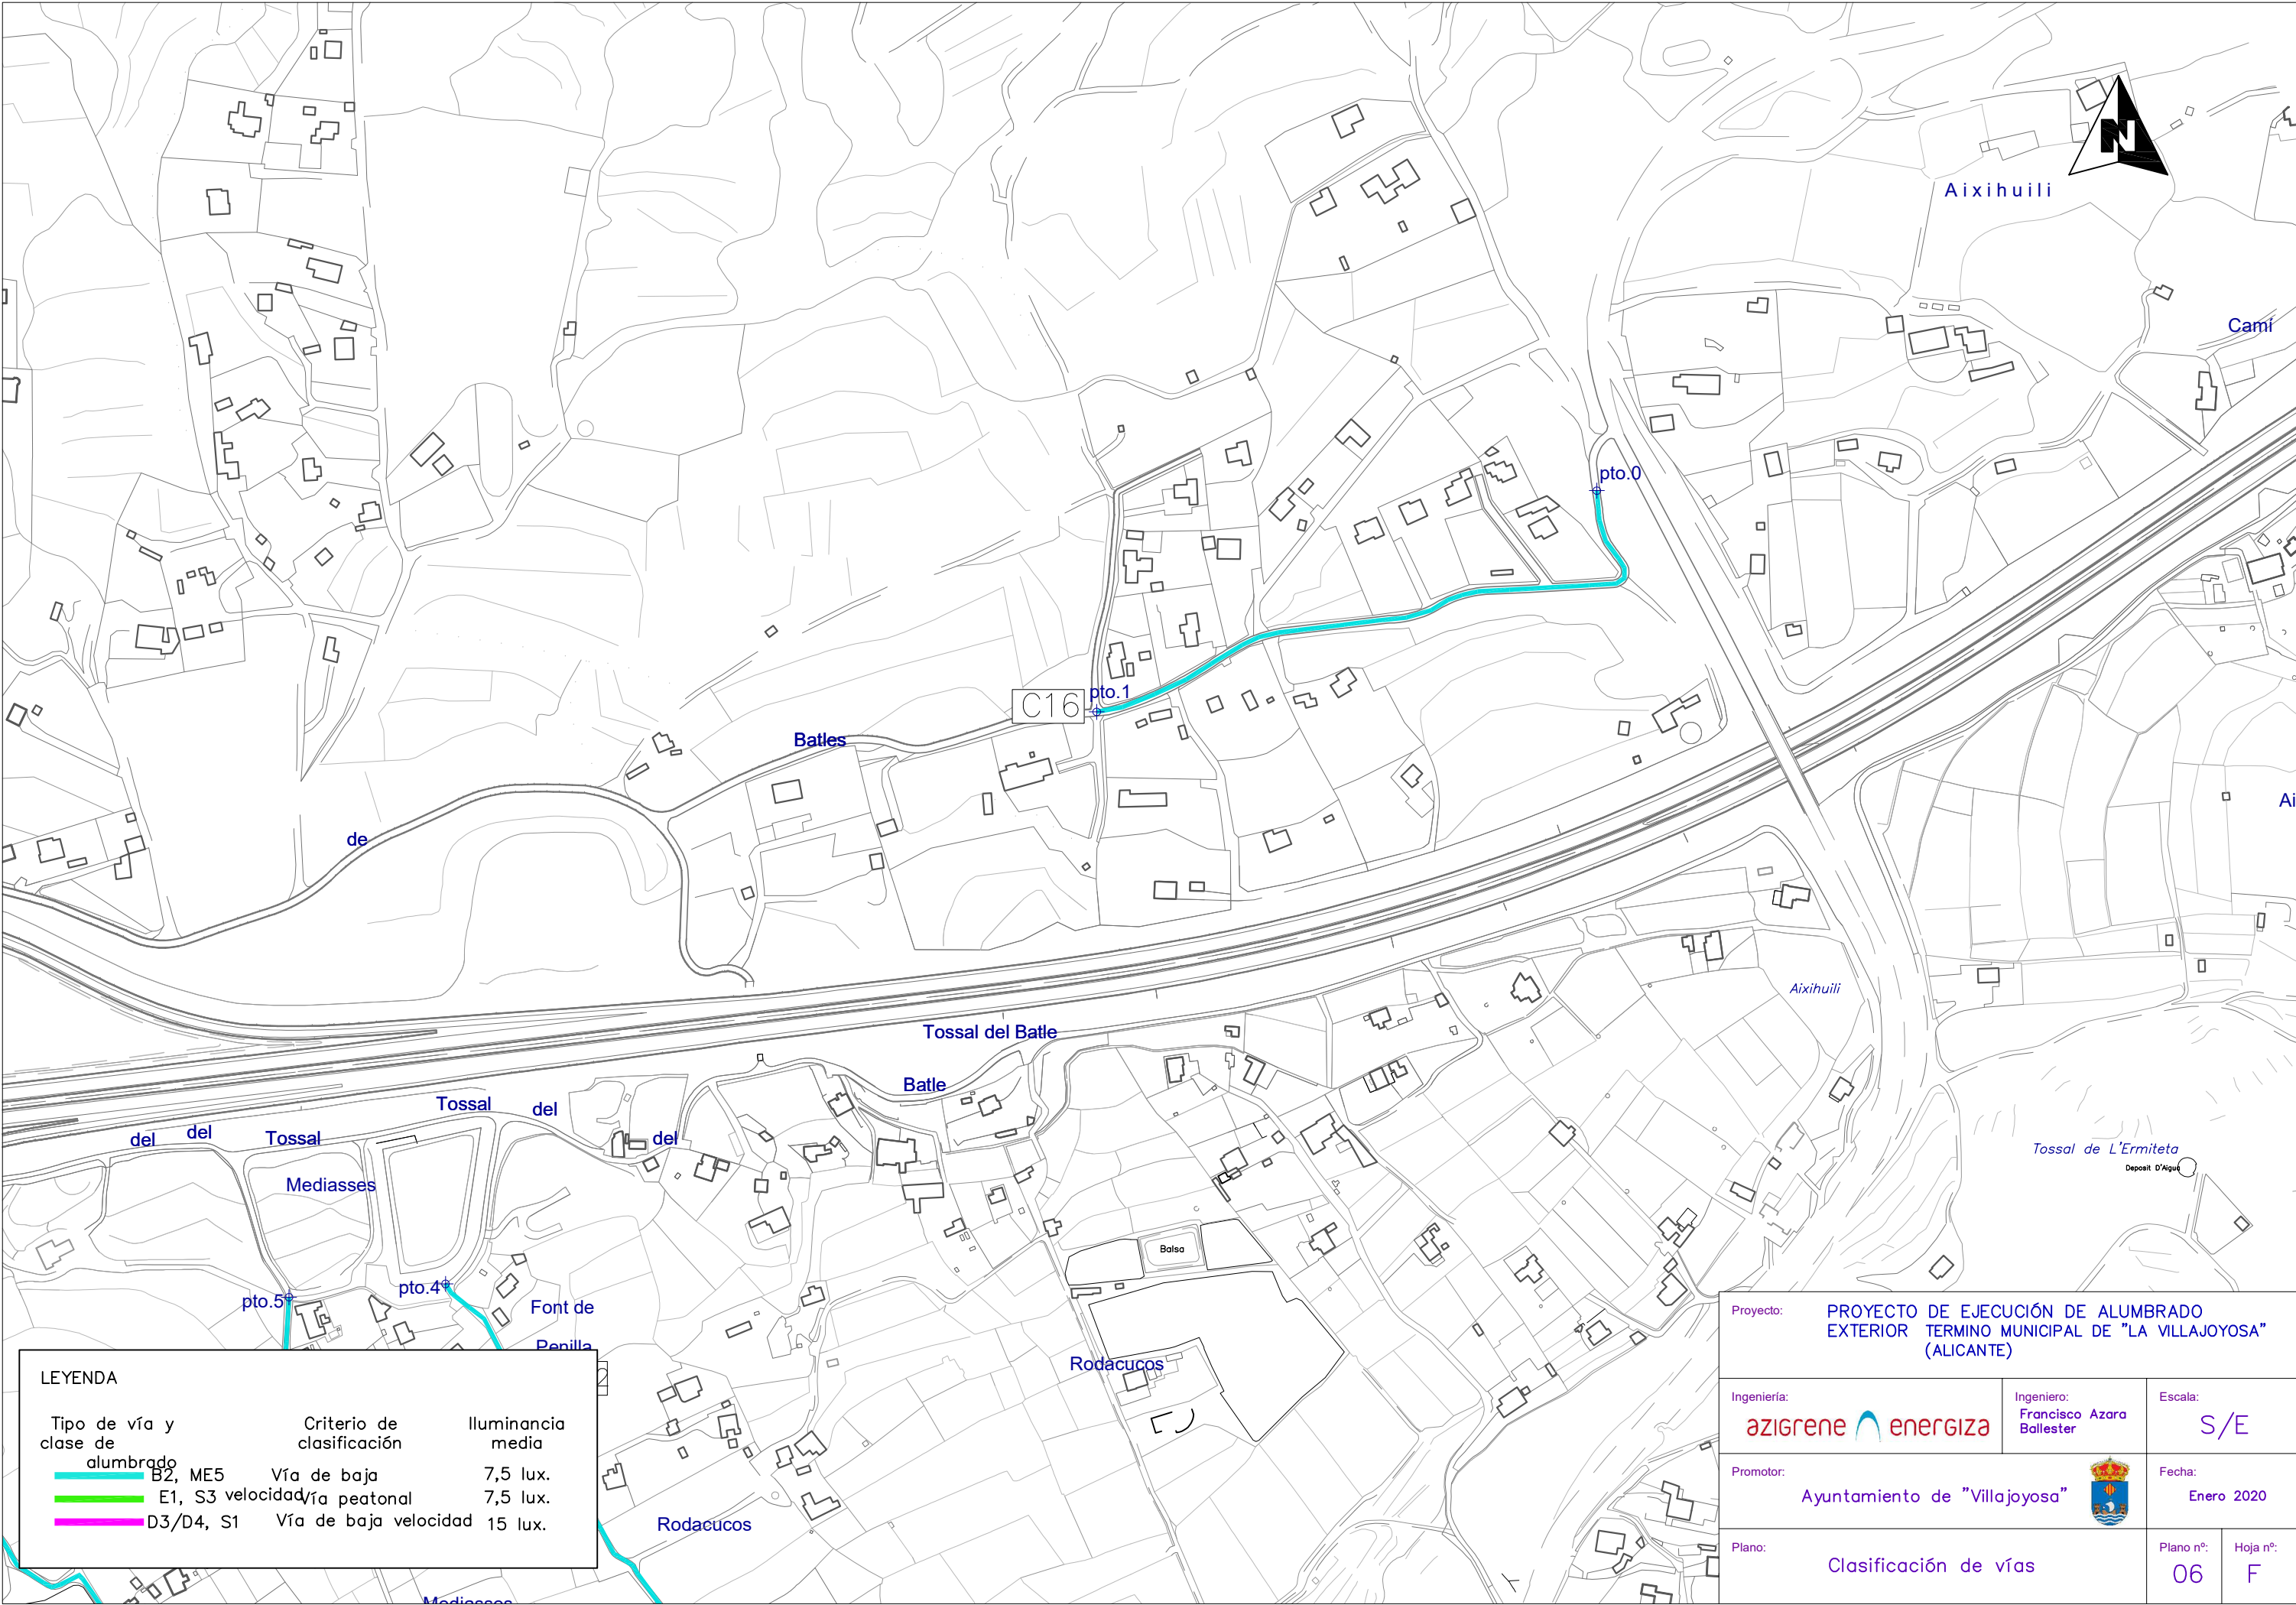 N
Aixihuili
Camí
pto.0
pto.1
C16
Batles
de
Aixihuili
Tossal del Batle
Batle
Tossal
del
del
del
Tossal
del
Mediasses
Tossal de L'Ermiteta
Deposit D'Aigua
Balsa
pto.5
pto.4
Font de
Penilla
Rodacucos
2
Rodacucos
Mediasses
LEYENDA
Tipo de vía y
clase de
alumbrado
Criterio de
clasificación
Iluminancia
media
B2, ME5 Vía de baja velocidad 7,5 lux.
E1, S3 Vía peatonal 7,5 lux.
D3/D4, S1 Vía de baja velocidad 15 lux.
Proyecto:
PROYECTO DE EJECUCIÓN DE ALUMBRADO
EXTERIOR TERMINO MUNICIPAL DE "LA VILLAJOYOSA"
(ALICANTE)
Ingeniería:
azigrene energiza
Ingeniero:
Francisco Azara
Ballester
Escala:
S/E
Promotor:
Ayuntamiento de "Villajoyosa"
Fecha:
Enero 2020
Plano:
Clasificación de vías
Plano nº:
06
Hoja nº:
F